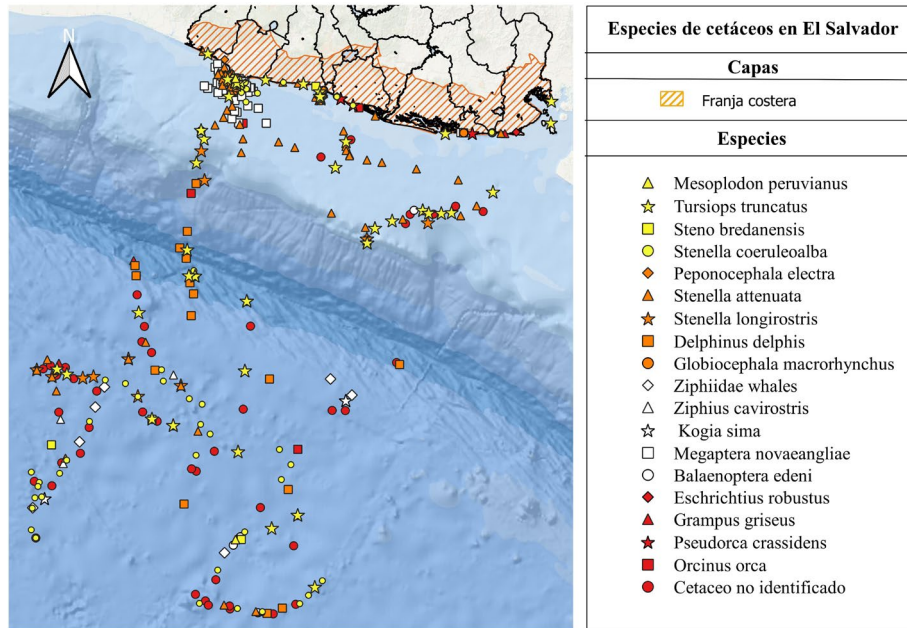 N
Especies de cetáceos en El Salvador
Capas
Franja costera
Especies
Mesoplodon peruvianus
Tursiops truncatus
Steno bredanensis
Stenella coeruleoalba
Peponocephala electra
Stenella attenuata
Stenella longirostris
Delphinus delphis
Globiocephala macrorhynchus
Ziphiidae whales
Ziphius cavirostris
Kogia sima
Megaptera novaeangliae
Balaenoptera edeni
Eschrichtius robustus
Grampus griseus
Pseudorca crassidens
Orcinus orca
Cetaceo no identificado